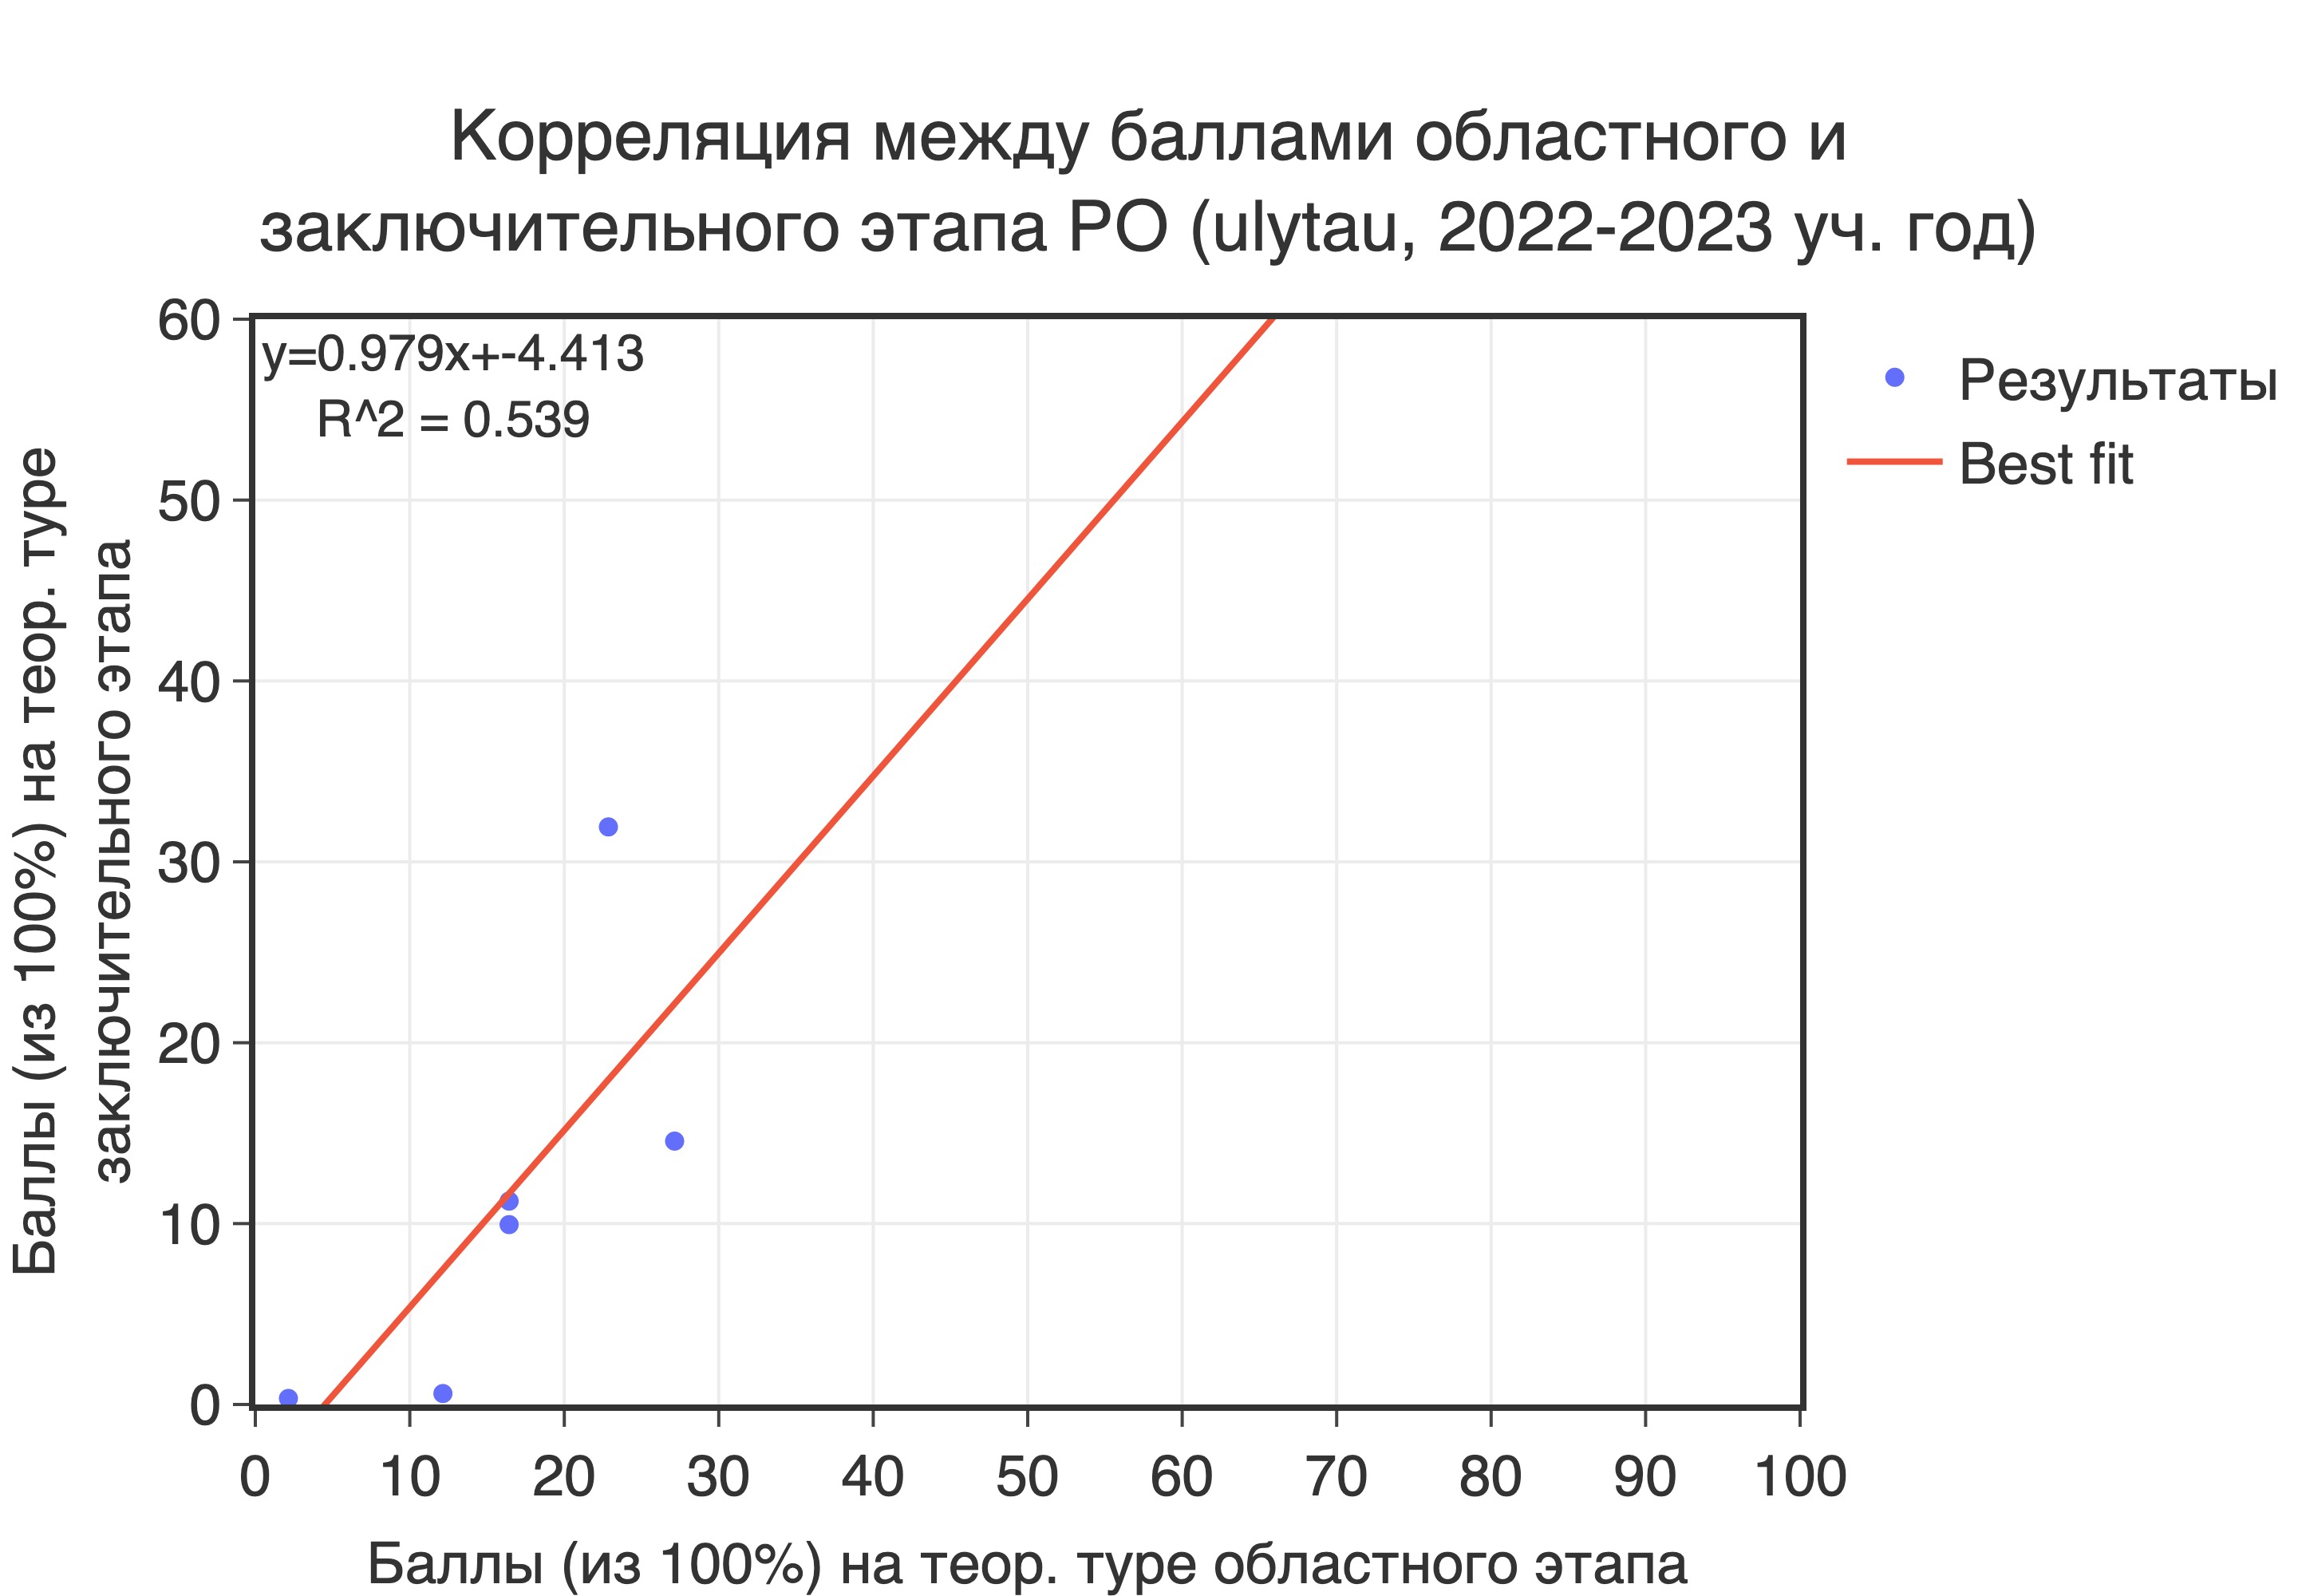 Корреляция между баллами областного и
заключительного этапа РО (ulytau, 2022-2023 уч. год)
y=0.979x+-4.413
R^2 = 0.539
Результаты
Best fit
Баллы (из 100%) на теор. туре
заключительного этапа
60
50
40
30
20
10
0
0 10 20 30 40 50 60 70 80 90 100
Баллы (из 100%) на теор. туре областного этапа